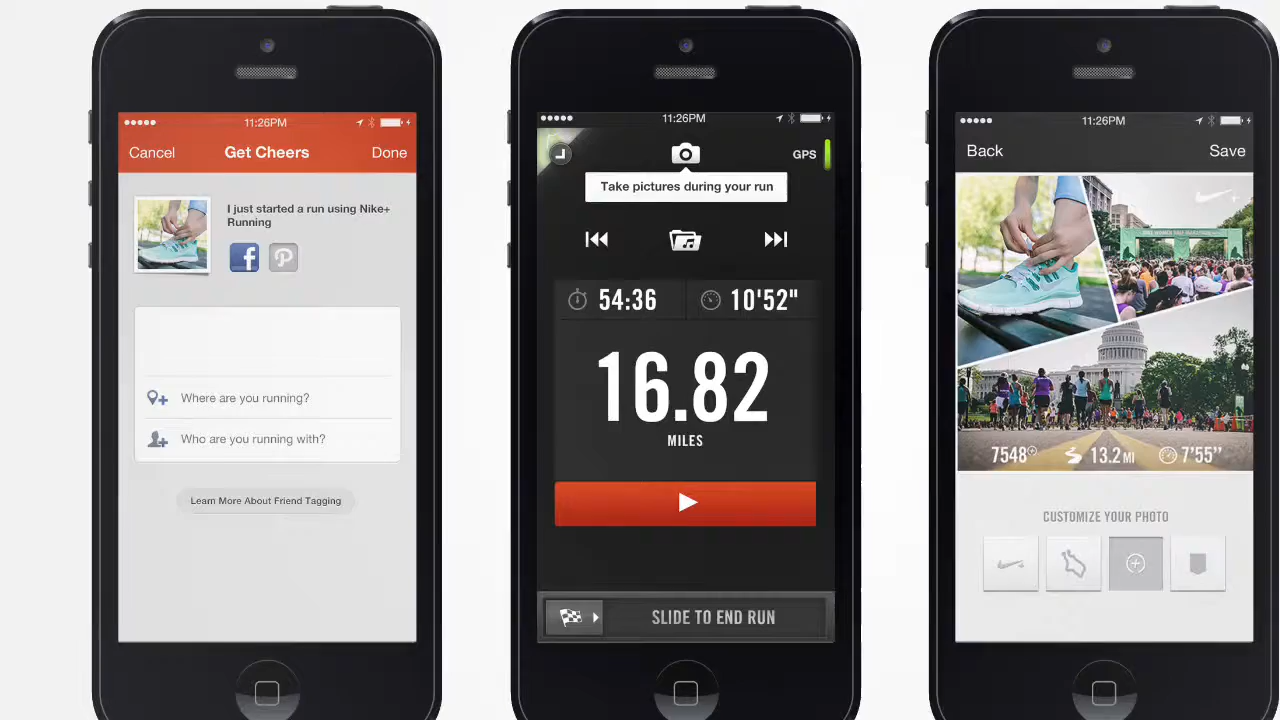 11:26PM
Cancel
Get Cheers
Done
I just started a run using Nike+
Running
Where are you running?
Who are you running with?
Learn More About Friend Tagging
11:26PM
GPS
Take pictures during your run
54:36
10'52"
16.82
MILES
SLIDE TO END RUN
11:26PM
Back
Save
7548
13.2 MI
7'55"
CUSTOMIZE YOUR PHOTO